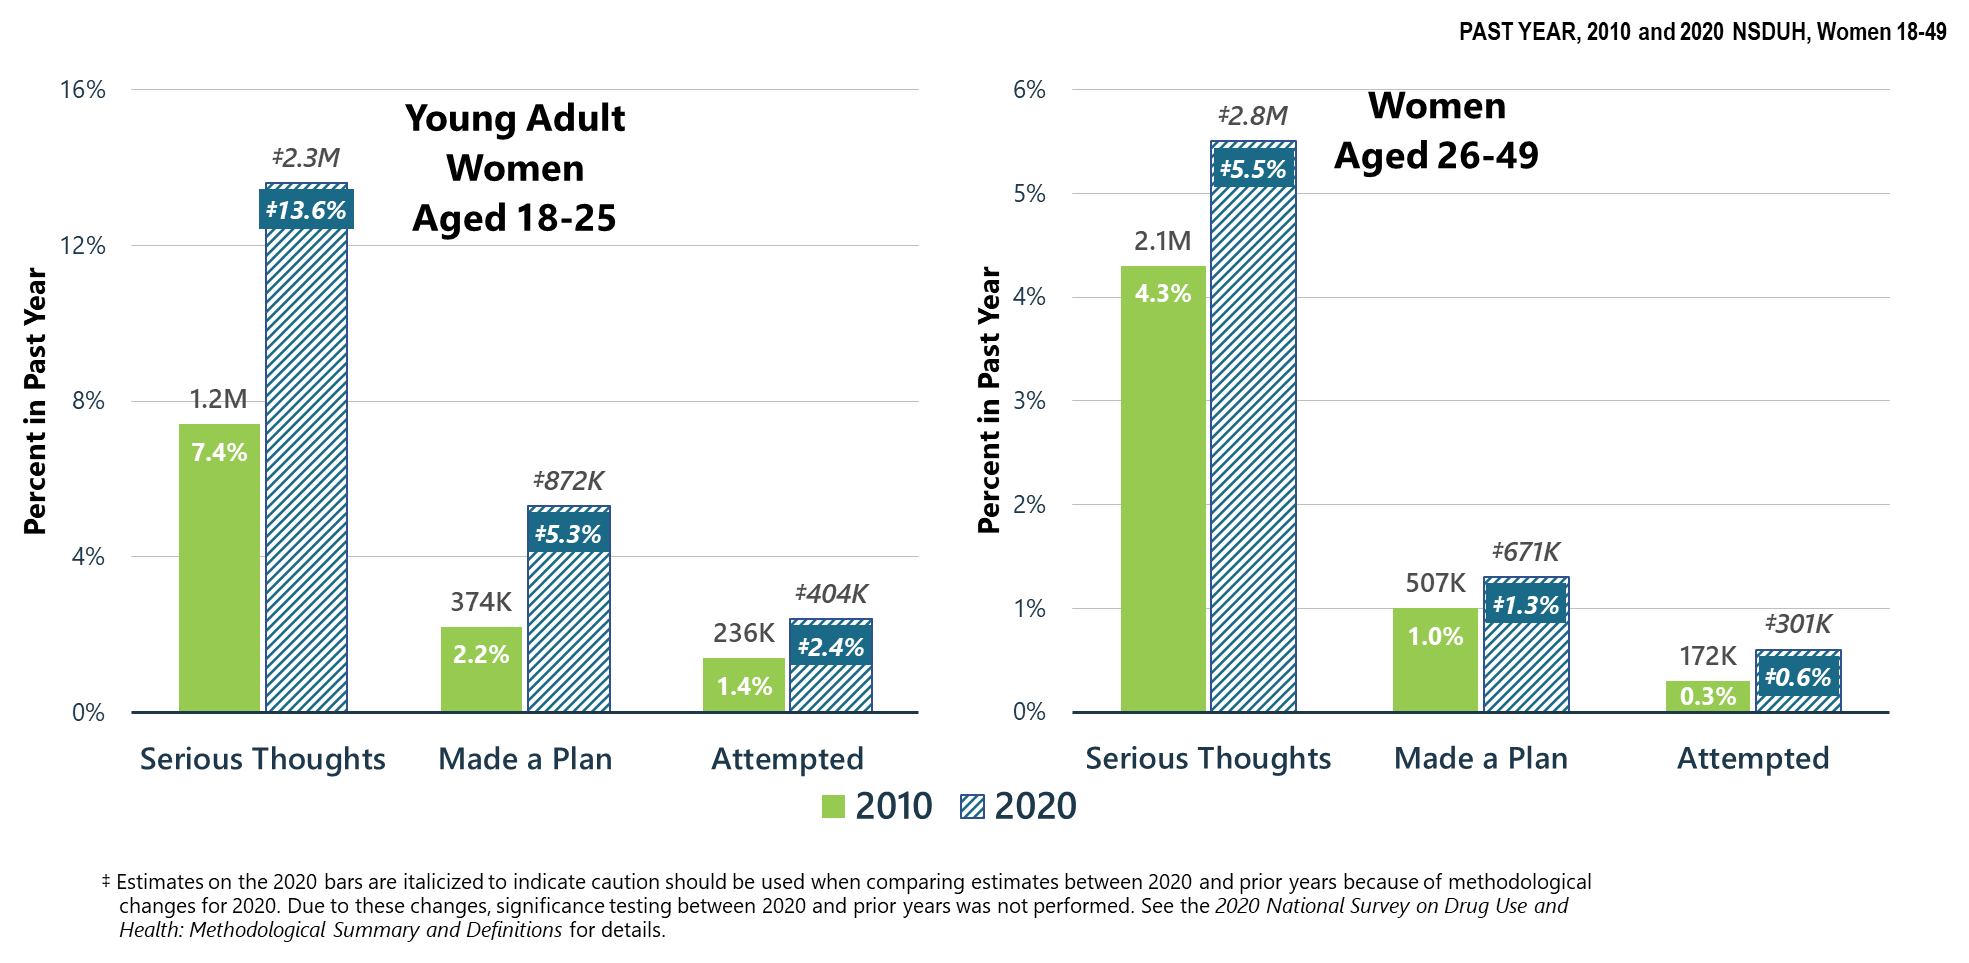 PAST YEAR, 2010 and 2020 NSDUH, Women 18-49
Young Adult
Women
Aged 18-25
Percent in Past Year
16%
12%
8%
4%
0%
‡2.3M
‡13.6%
1.2M
7.4%
‡872K
‡5.3%
374K
2.2%
‡404K
‡2.4%
236K
1.4%
Serious Thoughts
Made a Plan
Attempted
Women
Aged 26-49
Percent in Past Year
6%
5%
4%
3%
2%
1%
0%
‡2.8M
‡5.5%
2.1M
4.3%
‡671K
‡1.3%
507K
1.0%
‡301K
‡0.6%
172K
0.3%
Serious Thoughts
Made a Plan
Attempted
2010
2020
‡ Estimates on the 2020 bars are italicized to indicate caution should be used when comparing estimates between 2020 and prior years because of methodological
changes for 2020. Due to these changes, significance testing between 2020 and prior years was not performed. See the 2020 National Survey on Drug Use and
Health: Methodological Summary and Definitions for details.